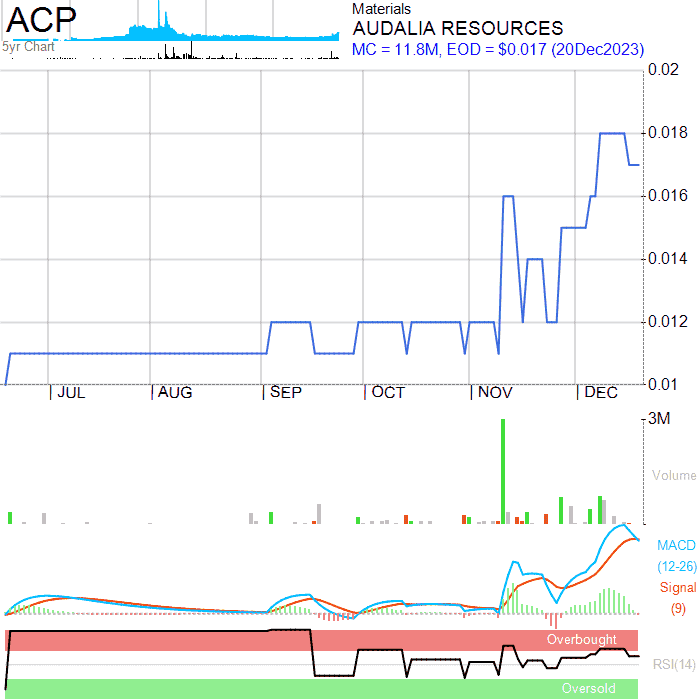 ACP
5yr Chart
Materials
AUDALIA RESOURCES
MC = 11.8M, EOD = $0.017 (20Dec2023)
0.02
0.018
0.016
0.014
0.012
0.01
JUL AUG SEP OCT NOV DEC
3M
Volume
MACD
(12-26)
Signal
(9)
Overbought
RSI(14)
Oversold